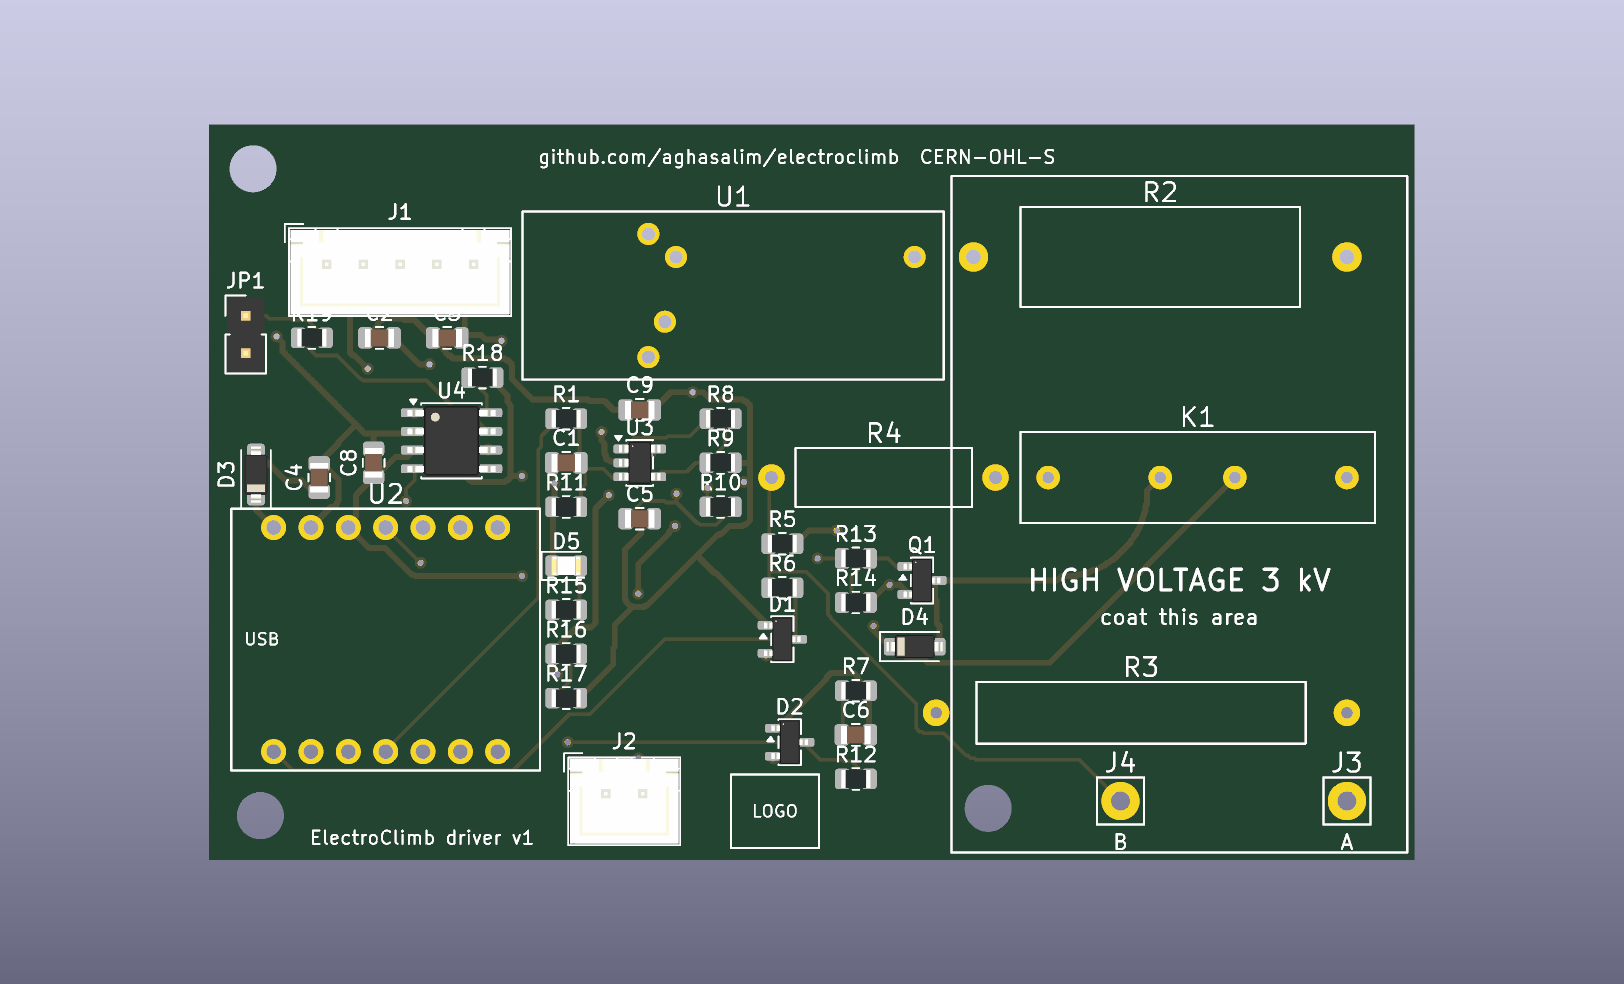 github.com/aghasalim/electroclimb CERN-OHL-S
U1
R2
J1
JP1
R19
C2
C3
R18
U4
R1
C9
R8
U3
C1
R9
R4
K1
D3
C4
C8
U2
R11
C5
R10
R5
R13
D5
Q1
R6
R14
HIGH VOLTAGE 3 kV
R15
D1
D4
coat this area
USB
R16
R17
R7
R3
D2
C6
J2
R12
J4
J3
LOGO
ElectroClimb driver v1
B
A